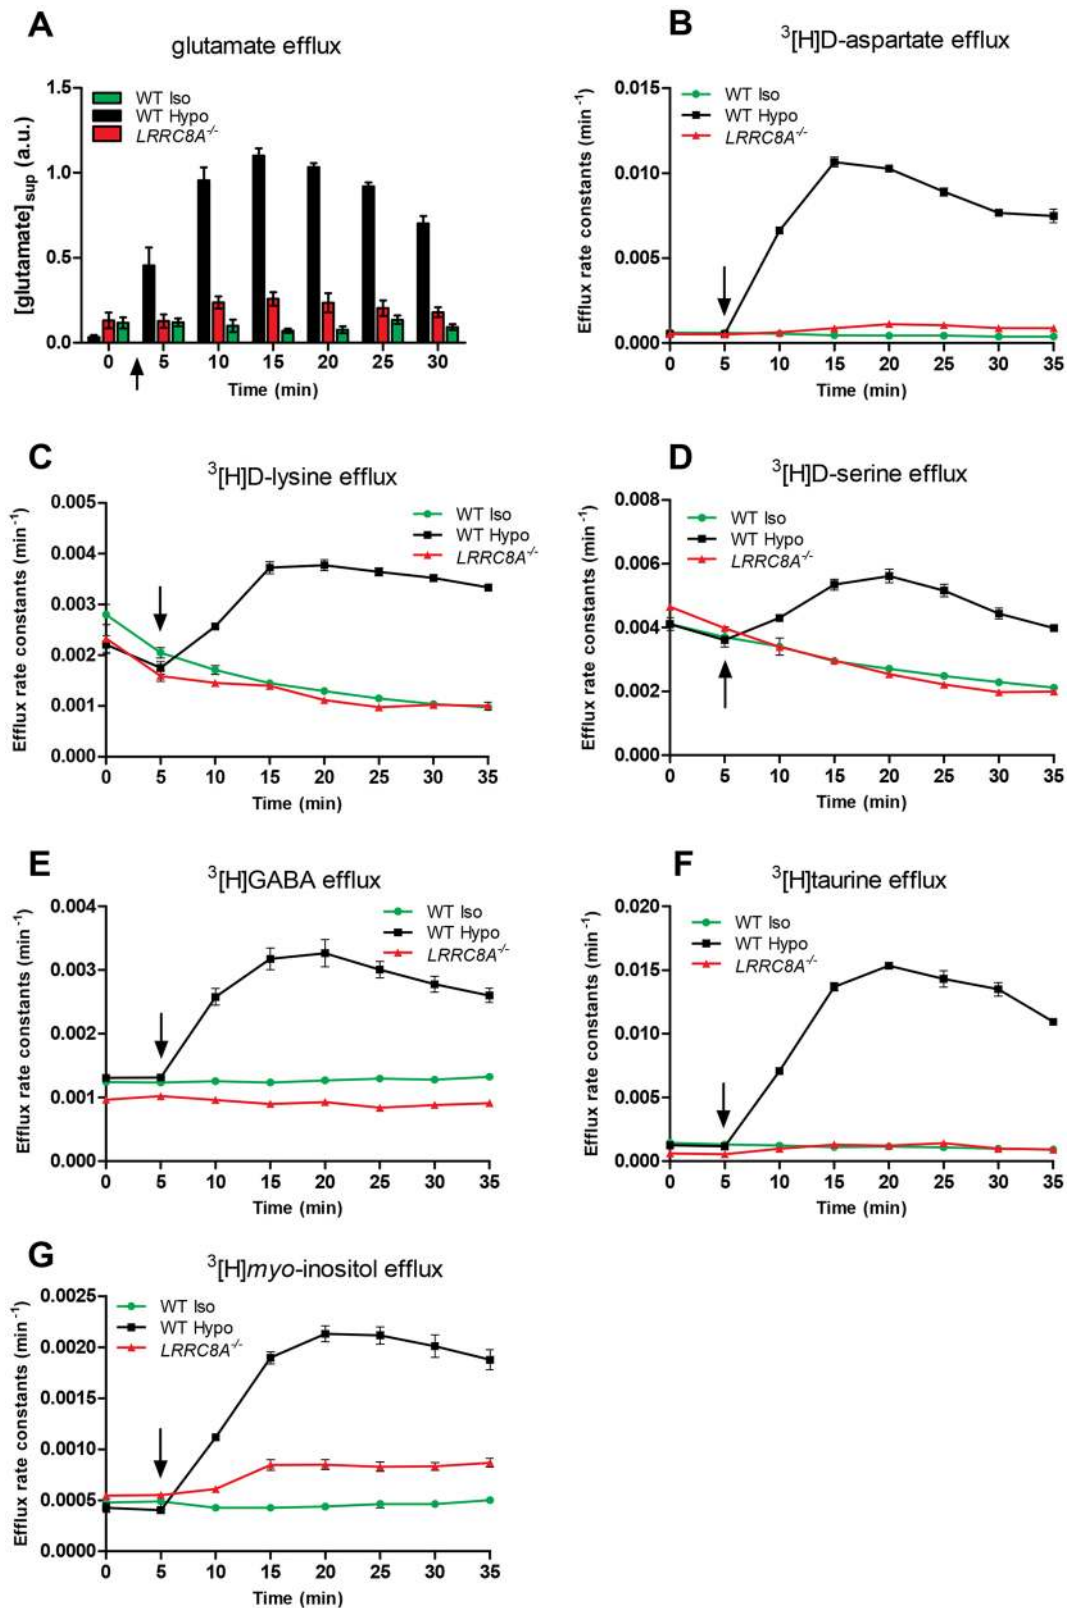 A
glutamate efflux
[glutamate]sup (a.u.)
1.5
1.0
0.5
0.0
WT Iso
WT Hypo
LRRC8A-/-
0 5 10 15 20 25 30
Time (min)
B
3[H]D-aspartate efflux
Efflux rate constants (min-1)
0.015
0.010
0.005
0.000
WT Iso
WT Hypo
LRRC8A-/-
0 5 10 15 20 25 30 35
Time (min)
C
3[H]D-lysine efflux
Efflux rate constants (min-1)
0.005
0.004
0.003
0.002
0.001
0.000
WT Iso
WT Hypo
LRRC8A-/-
0 5 10 15 20 25 30 35
Time (min)
D
3[H]D-serine efflux
Efflux rate constants (min-1)
0.008
0.006
0.004
0.002
0.000
WT Iso
WT Hypo
LRRC8A-/-
0 5 10 15 20 25 30 35
Time (min)
E
3[H]GABA efflux
Efflux rate constants (min-1)
0.004
0.003
0.002
0.001
0.000
WT Iso
WT Hypo
LRRC8A-/-
0 5 10 15 20 25 30 35
Time (min)
F
3[H]taurine efflux
Efflux rate constants (min-1)
0.020
0.015
0.010
0.005
0.000
WT Iso
WT Hypo
LRRC8A-/-
0 5 10 15 20 25 30 35
Time (min)
G
3[H]myo-inositol efflux
Efflux rate constants (min-1)
0.0025
0.0020
0.0015
0.0010
0.0005
0.0000
WT Iso
WT Hypo
LRRC8A-/-
0 5 10 15 20 25 30 35
Time (min)